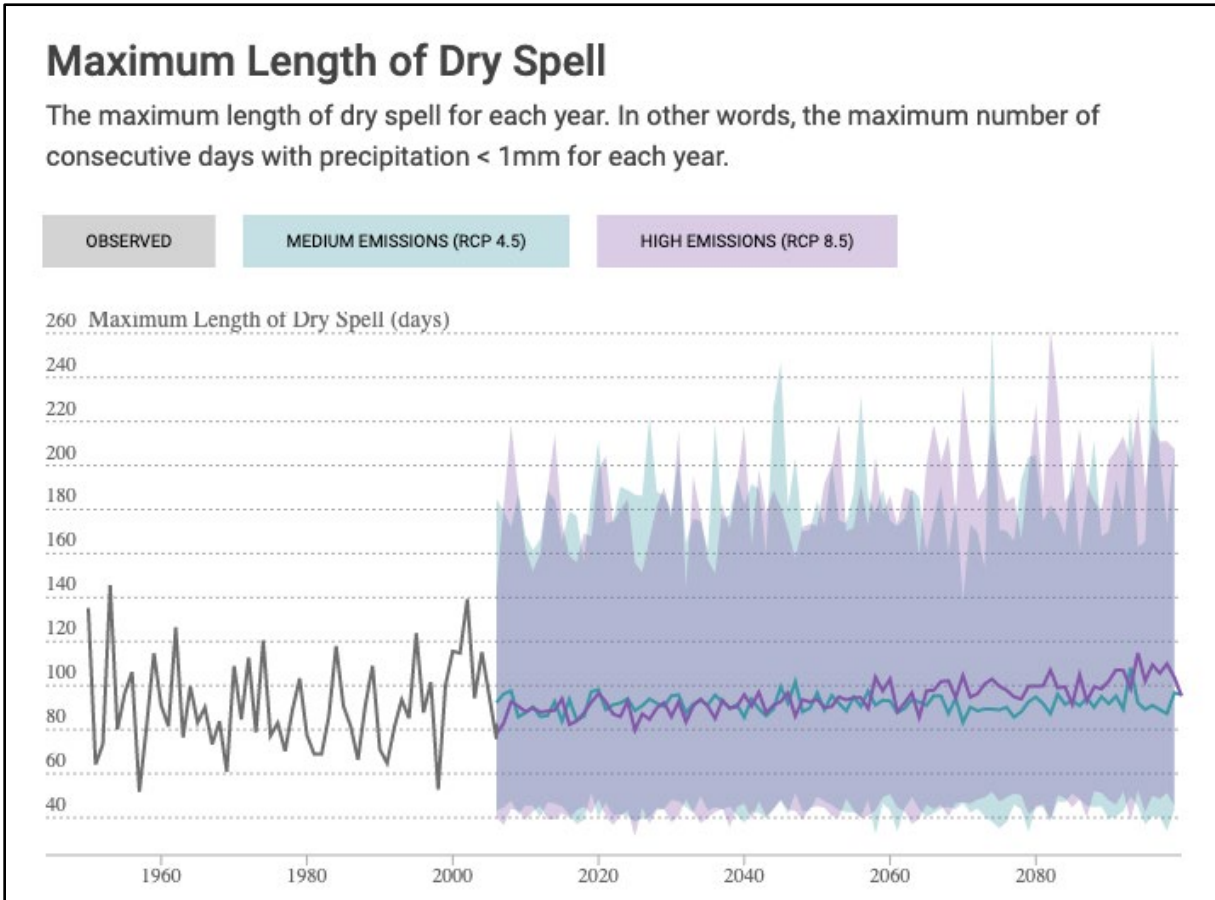 Maximum Length of Dry Spell
The maximum length of dry spell for each year. In other words, the maximum number of
consecutive days with precipitation < 1mm for each year.
OBSERVED
MEDIUM EMISSIONS (RCP 4.5)
HIGH EMISSIONS (RCP 8.5)
260 Maximum Length of Dry Spell (days)
240
220
200
180
160
140
120
100
80
60
40
1960 1980 2000 2020 2040 2060 2080